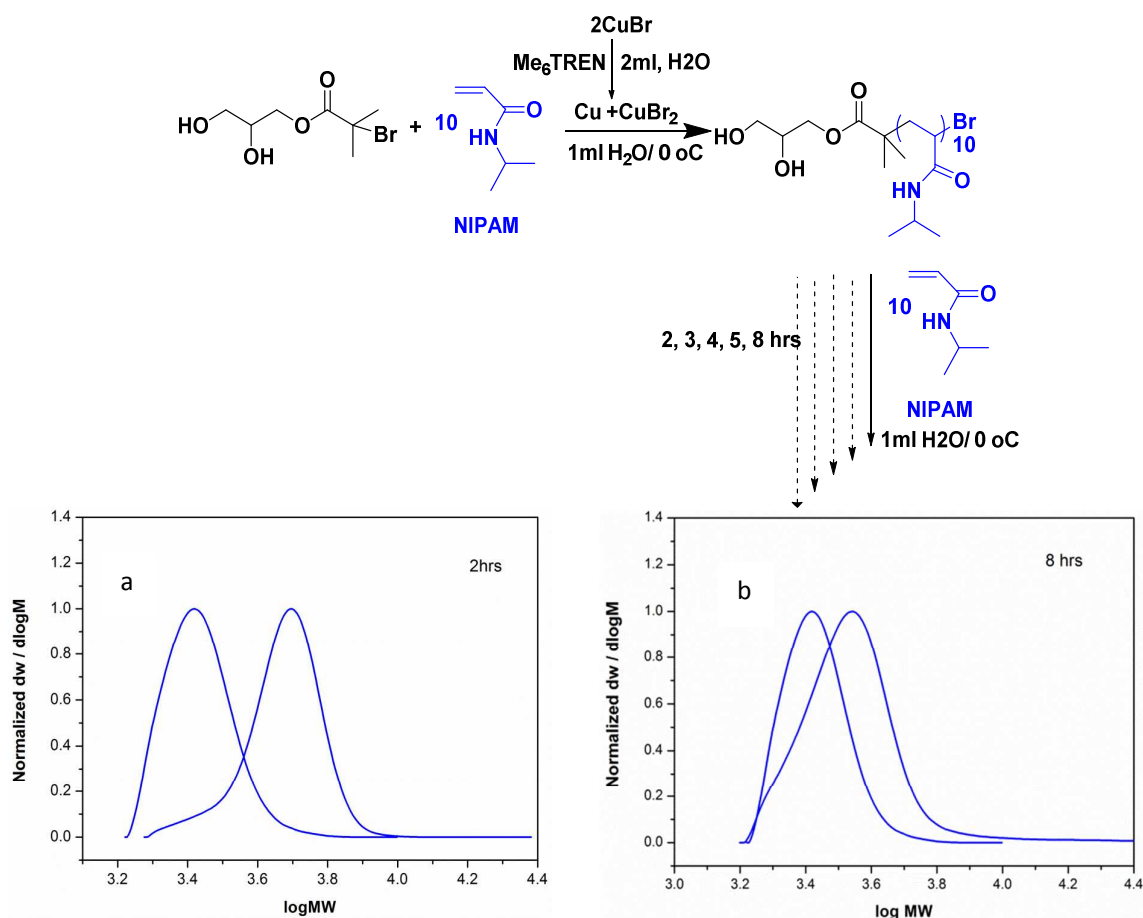 2CuBr
Me6TREN 2ml, H2O
Cu +CuBr2
1ml H2O/ 0 oC
HO
OH
O
O
Br
+
10
O
HN
NIPAM
HO
OH
O
O
Br
10
O
HN
10
O
HN
NIPAM
1ml H2O/ 0 oC
2, 3, 4, 5, 8 hrs
a
2hrs
Normalized dw / dlogM
1.4
1.2
1.0
0.8
0.6
0.4
0.2
0.0
3.2 3.4 3.6 3.8 4.0 4.2 4.4
logMW
b
8 hrs
Normalized dw / dlogM
1.4
1.2
1.0
0.8
0.6
0.4
0.2
0.0
3.0 3.2 3.4 3.6 3.8 4.0 4.2 4.4
log MW